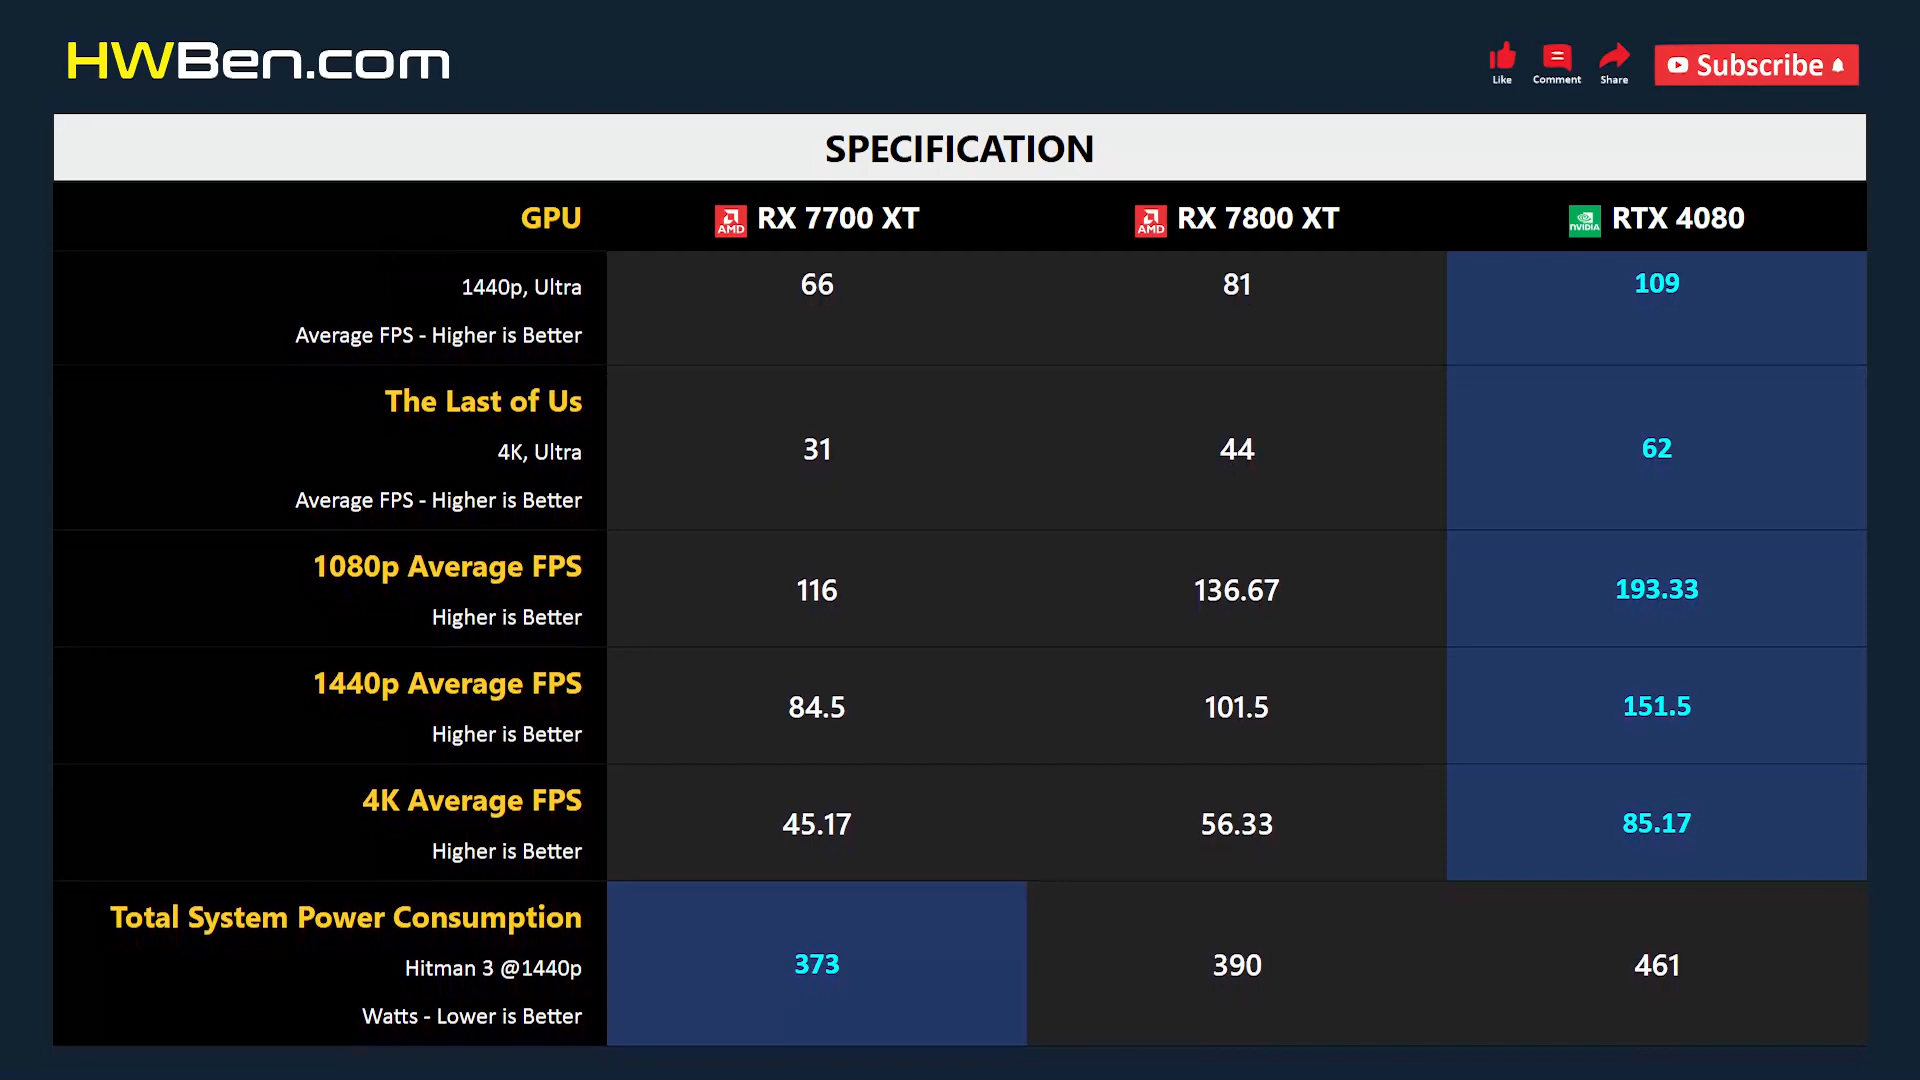 HWBen.com
Like
Comment
Share
Subscribe
SPECIFICATION
GPU AMD RX 7700 XT AMD RX 7800 XT NVIDIA RTX 4080
1440p, Ultra 66 81 109
Average FPS - Higher is Better
The Last of Us
4K, Ultra 31 44 62
Average FPS - Higher is Better
1080p Average FPS 116 136.67 193.33
Higher is Better
1440p Average FPS 84.5 101.5 151.5
Higher is Better
4K Average FPS 45.17 56.33 85.17
Higher is Better
Total System Power Consumption
Hitman 3 @1440p 373 390 461
Watts - Lower is Better